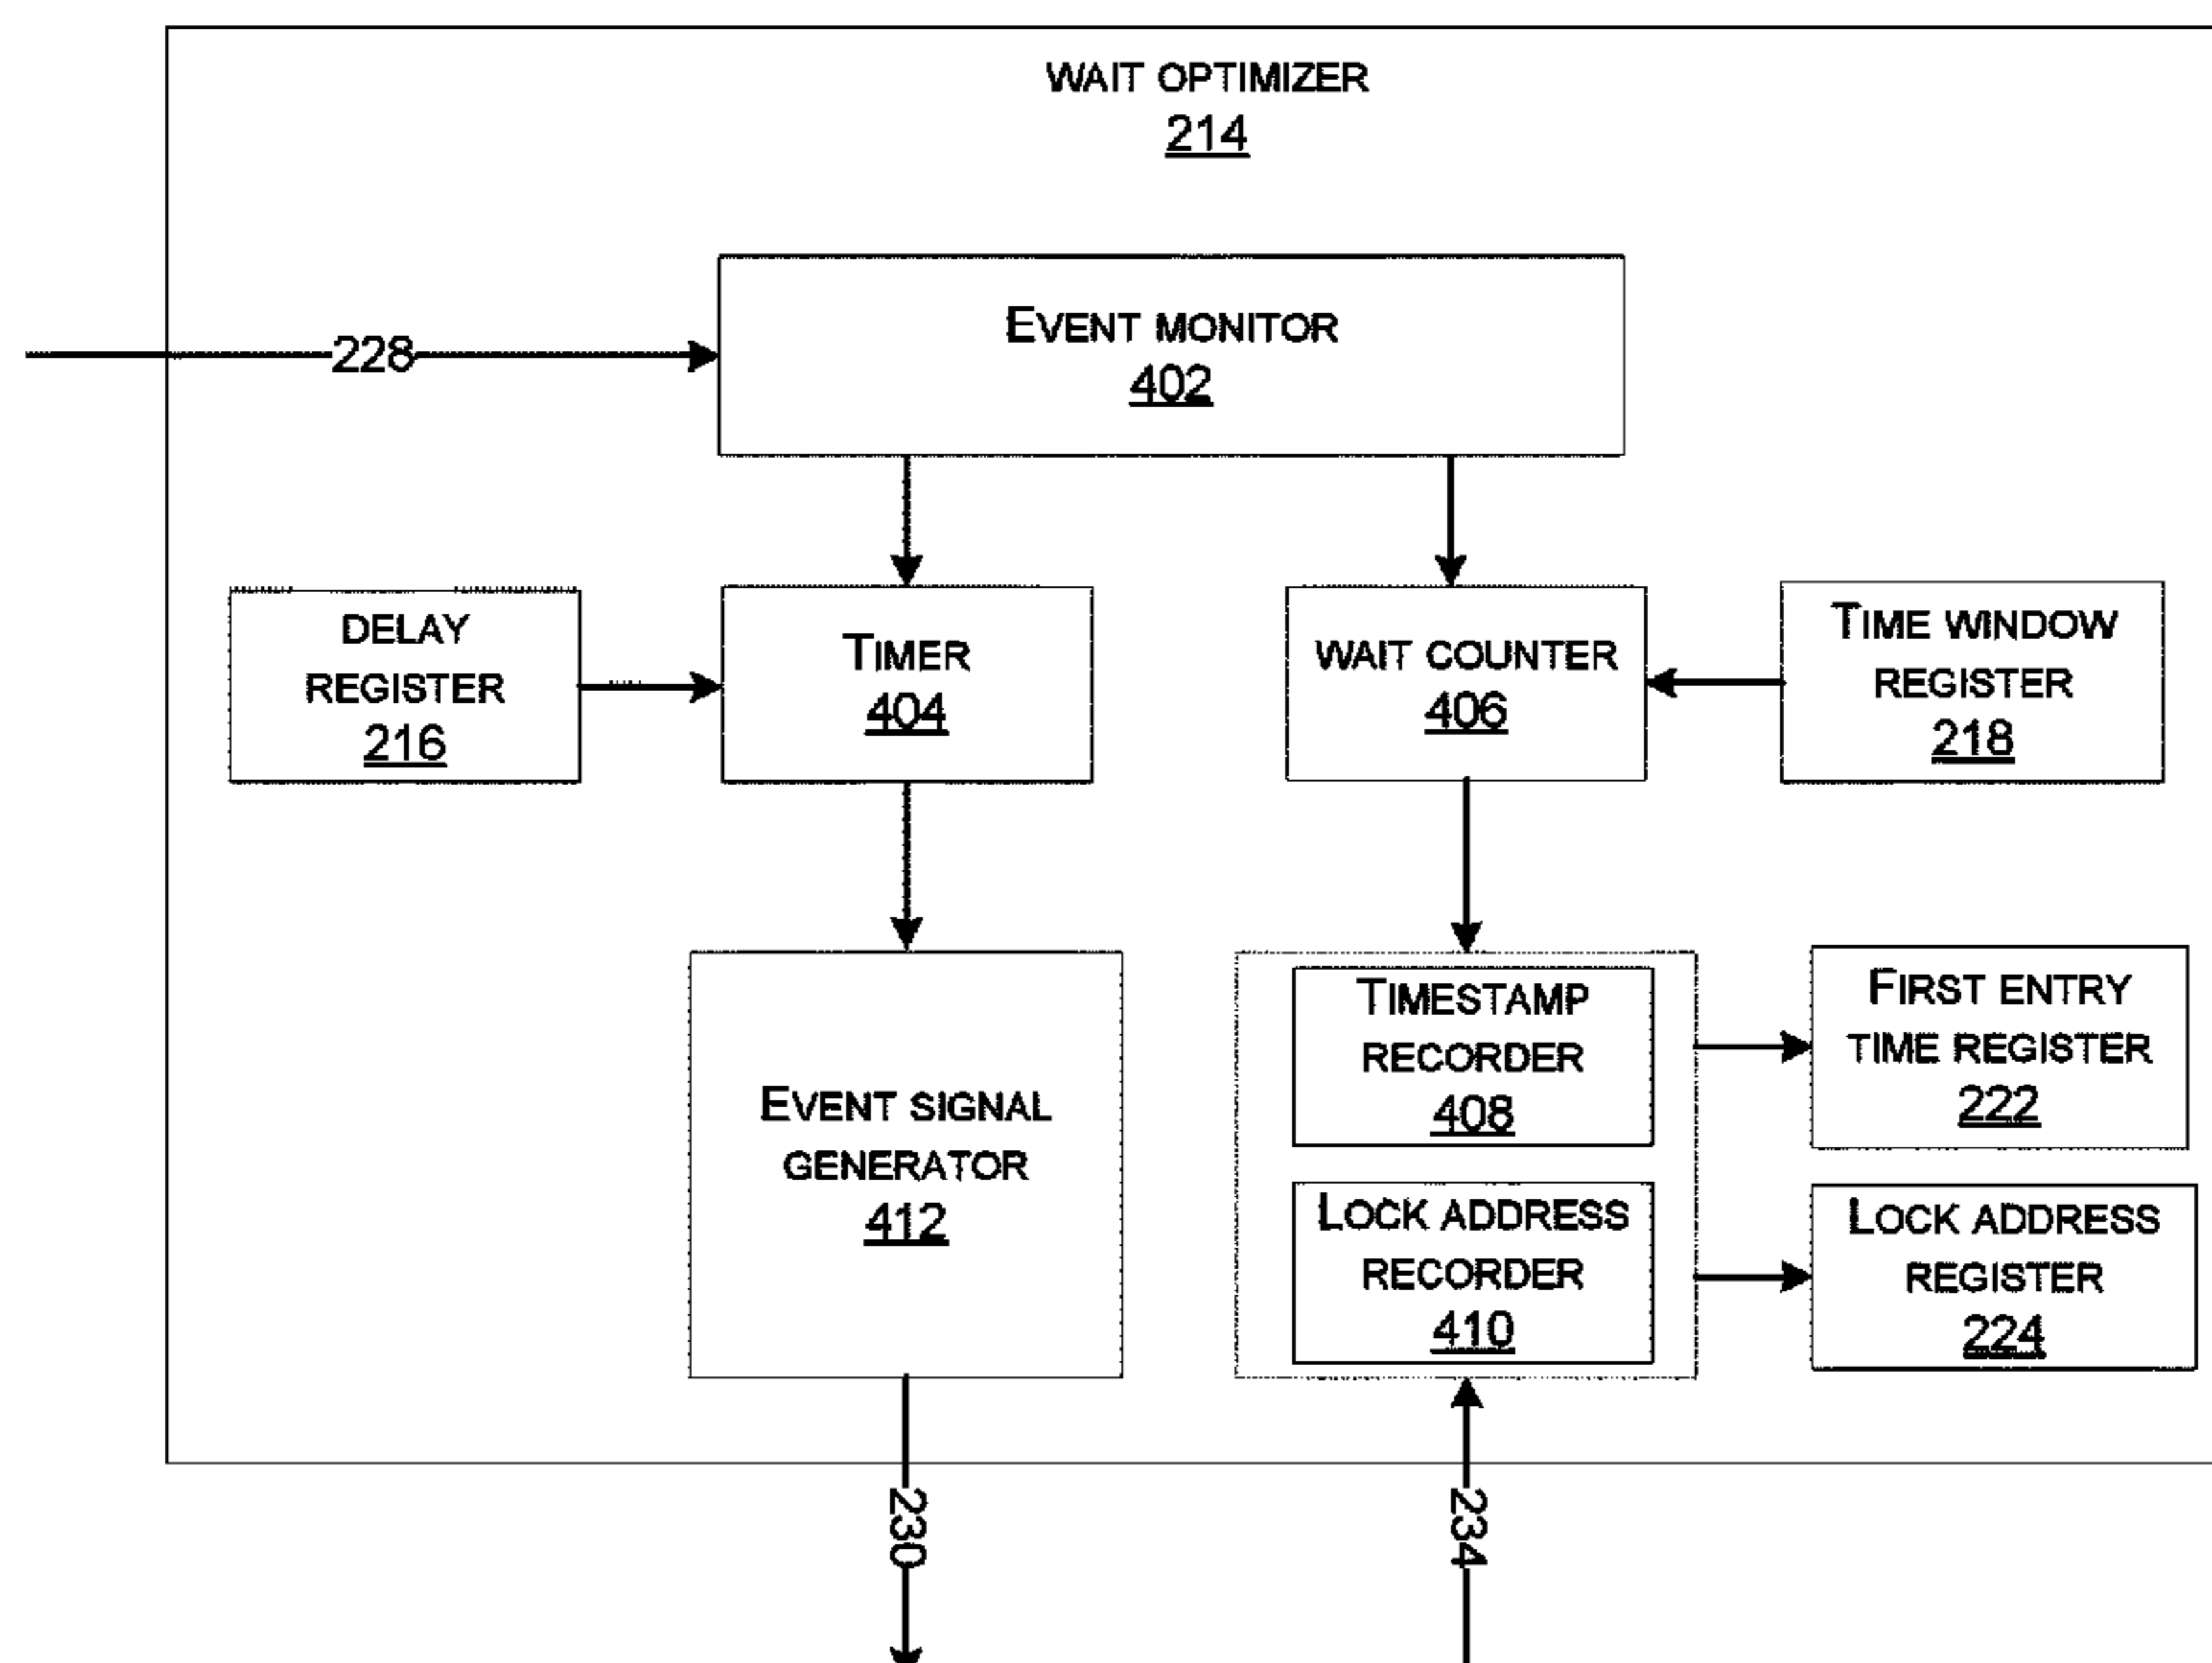 WAIT OPTIMIZER
214
EVENT MONITOR
402
228
DELAY
REGISTER
216
TIMER
404
WAIT COUNTER
406
TIME WINDOW
REGISTER
218
EVENT SIGNAL
GENERATOR
412
TIMESTAMP
RECORDER
408
LOCK ADDRESS
RECORDER
410
FIRST ENTRY
TIME REGISTER
222
LOCK ADDRESS
REGISTER
224
230
234